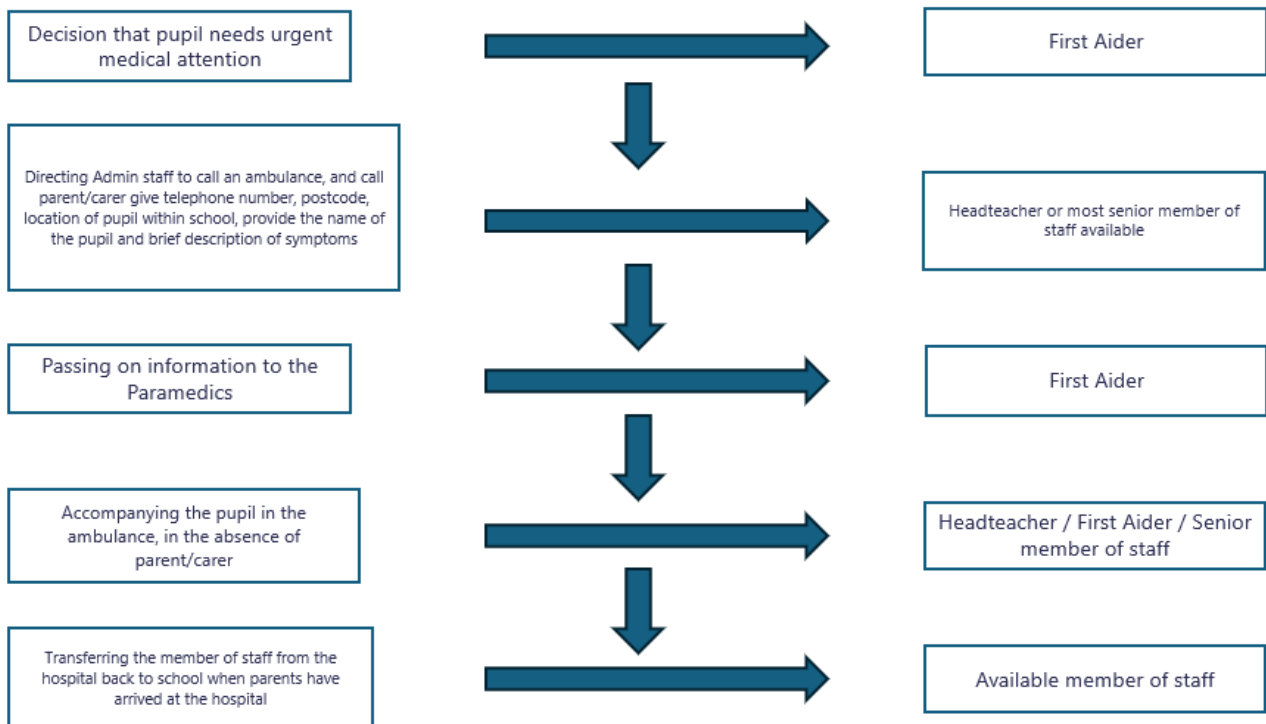 Decision that pupil needs urgent
medical attention
First Aider
Directing Admin staff to call an ambulance, and call
parent/carer give telephone number, postcode,
location of pupil within school, provide the name of
the pupil and brief description of symptoms
Headteacher or most senior member of
staff available
Passing on information to the
Paramedics
First Aider
Accompanying the pupil in the
ambulance, in the absence of
parent/carer
Headteacher / First Aider / Senior
member of staff
Transferring the member of staff from the
hospital back to school when parents have
arrived at the hospital
Available member of staff